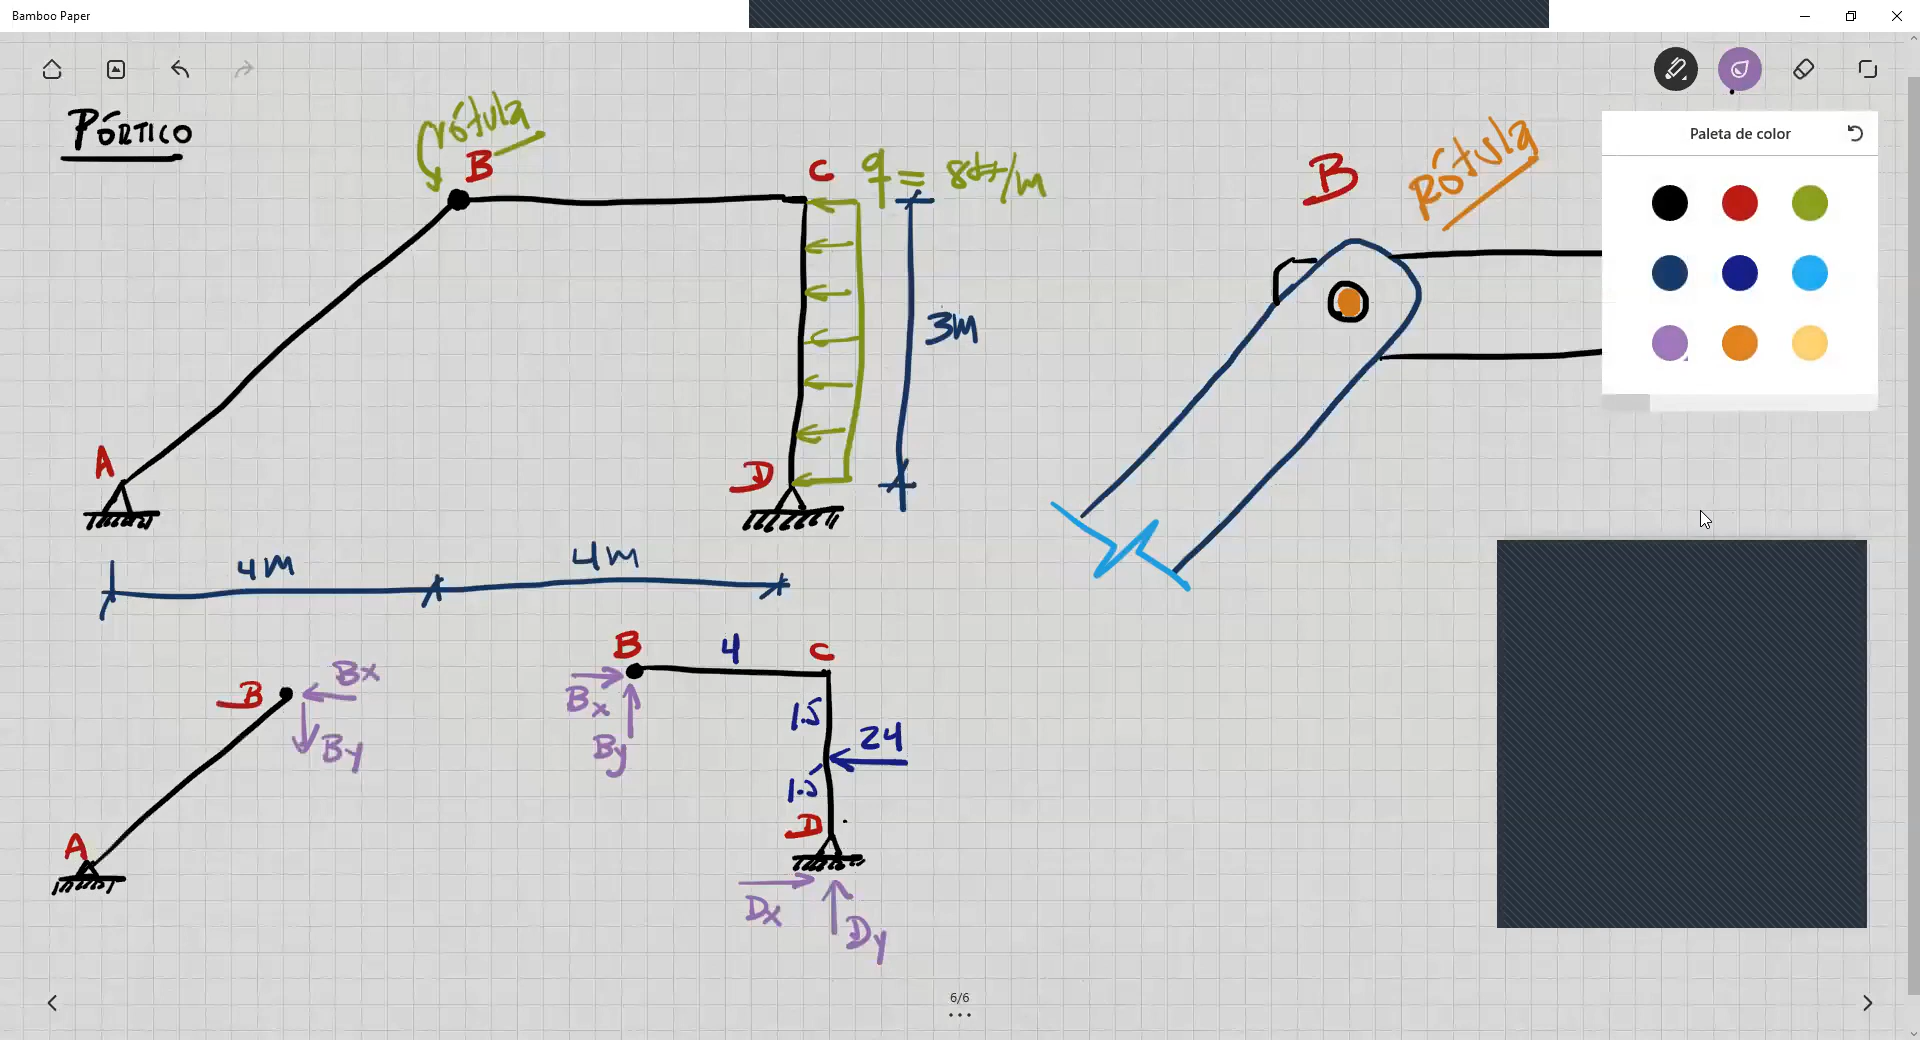 Bamboo Paper
PÓRTICO
rótula
B
C
q = 8tf/m
3m
A
D
4m
4m
B
RÓTULA
Paleta de color
B
Bx
By
A
B
4
C
Bx
By
1.5
24
1.5
D
Dx
Dy
6/6